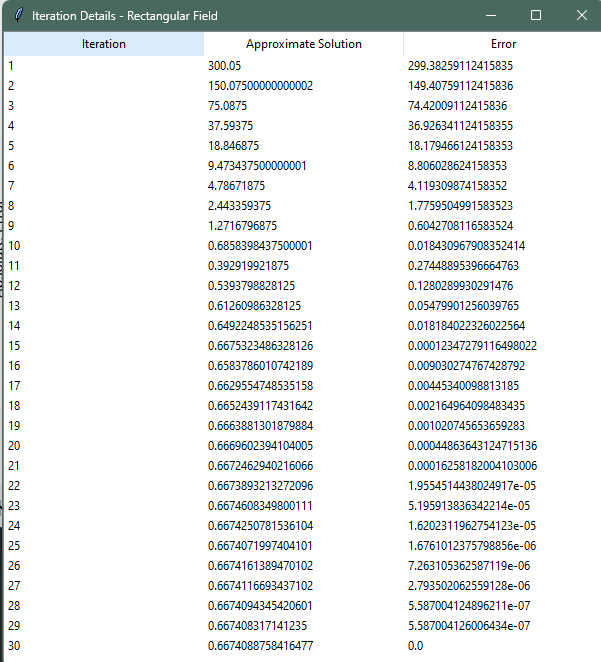 Iteration Details - Rectangular Field
Iteration Approximate Solution Error
1 300.05 299.38259112415835
2 150.07500000000002 149.40759112415836
3 75.0875 74.42009112415836
4 37.59375 36.926341124158355
5 18.846875 18.179466124158353
6 9.473437500000001 8.806028624158353
7 4.78671875 4.119309874158352
8 2.443359375 1.7759504991583523
9 1.2716796875 0.6042708116583524
10 0.6858398437500001 0.018430967908352414
11 0.392919921875 0.27448895396664763
12 0.5393798828125 0.1280289930291476
13 0.61260986328125 0.05479901256039765
14 0.6492248535156251 0.018184022326022564
15 0.6675323486328126 0.00012347279116498022
16 0.6583786010742189 0.009030274767428792
17 0.6629554748535158 0.00445340098813185
18 0.6652439117431642 0.002164964098483435
19 0.6663881301879884 0.001020745653659283
20 0.6669602394104005 0.00044863643124715136
21 0.6672462940216066 0.00016258182004103006
22 0.6673893213272096 1.9554514438024917e-05
23 0.6674608349800111 5.195913836342214e-05
24 0.6674250781536104 1.6202311962754123e-05
25 0.6674071997404101 1.6761012375798856e-06
26 0.6674161389470102 7.263105362587119e-06
27 0.6674116693437102 2.793502062559128e-06
28 0.6674094345420601 5.587004124896211e-07
29 0.667408317141235 5.587004126006434e-07
30 0.6674088758416477 0.0